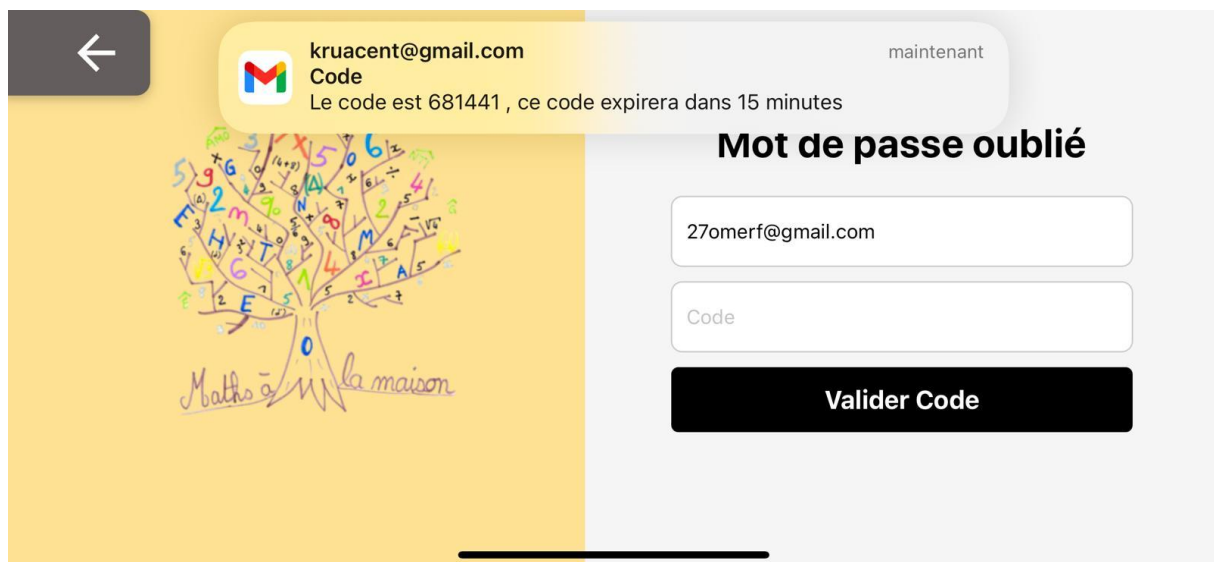 kruacent@gmail.com
maintenant
Code
Le code est 681441 , ce code expirera dans 15 minutes
Mot de passe oublié
27omerf@gmail.com
Code
Valider Code
Maths à la maison